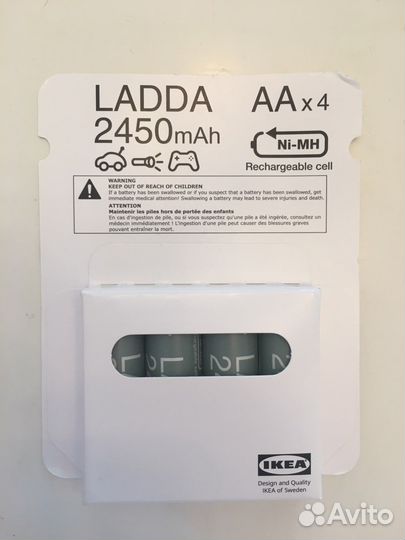 LADDA AA x 4
2450mAh
Ni-MH
Rechargeable cell
WARNING
KEEP OUT OF REACH OF CHILDREN
If a battery has been swallowed or if you suspect that a battery has been swallowed, get
immediate medical attention! Swallowing a battery may lead to severe injuries and death.
ATTENTION
Maintenir les piles hors de portée des enfants
En cas d'ingestion de pile, ou si vous suspectez qu'une pile a été ingérée, consultez un
médecin immédiatement ! L'ingestion d'une pile peut causer des blessures graves
pouvant entraîner la mort.
IKEA
Design and Quality
IKEA of Sweden
Avito